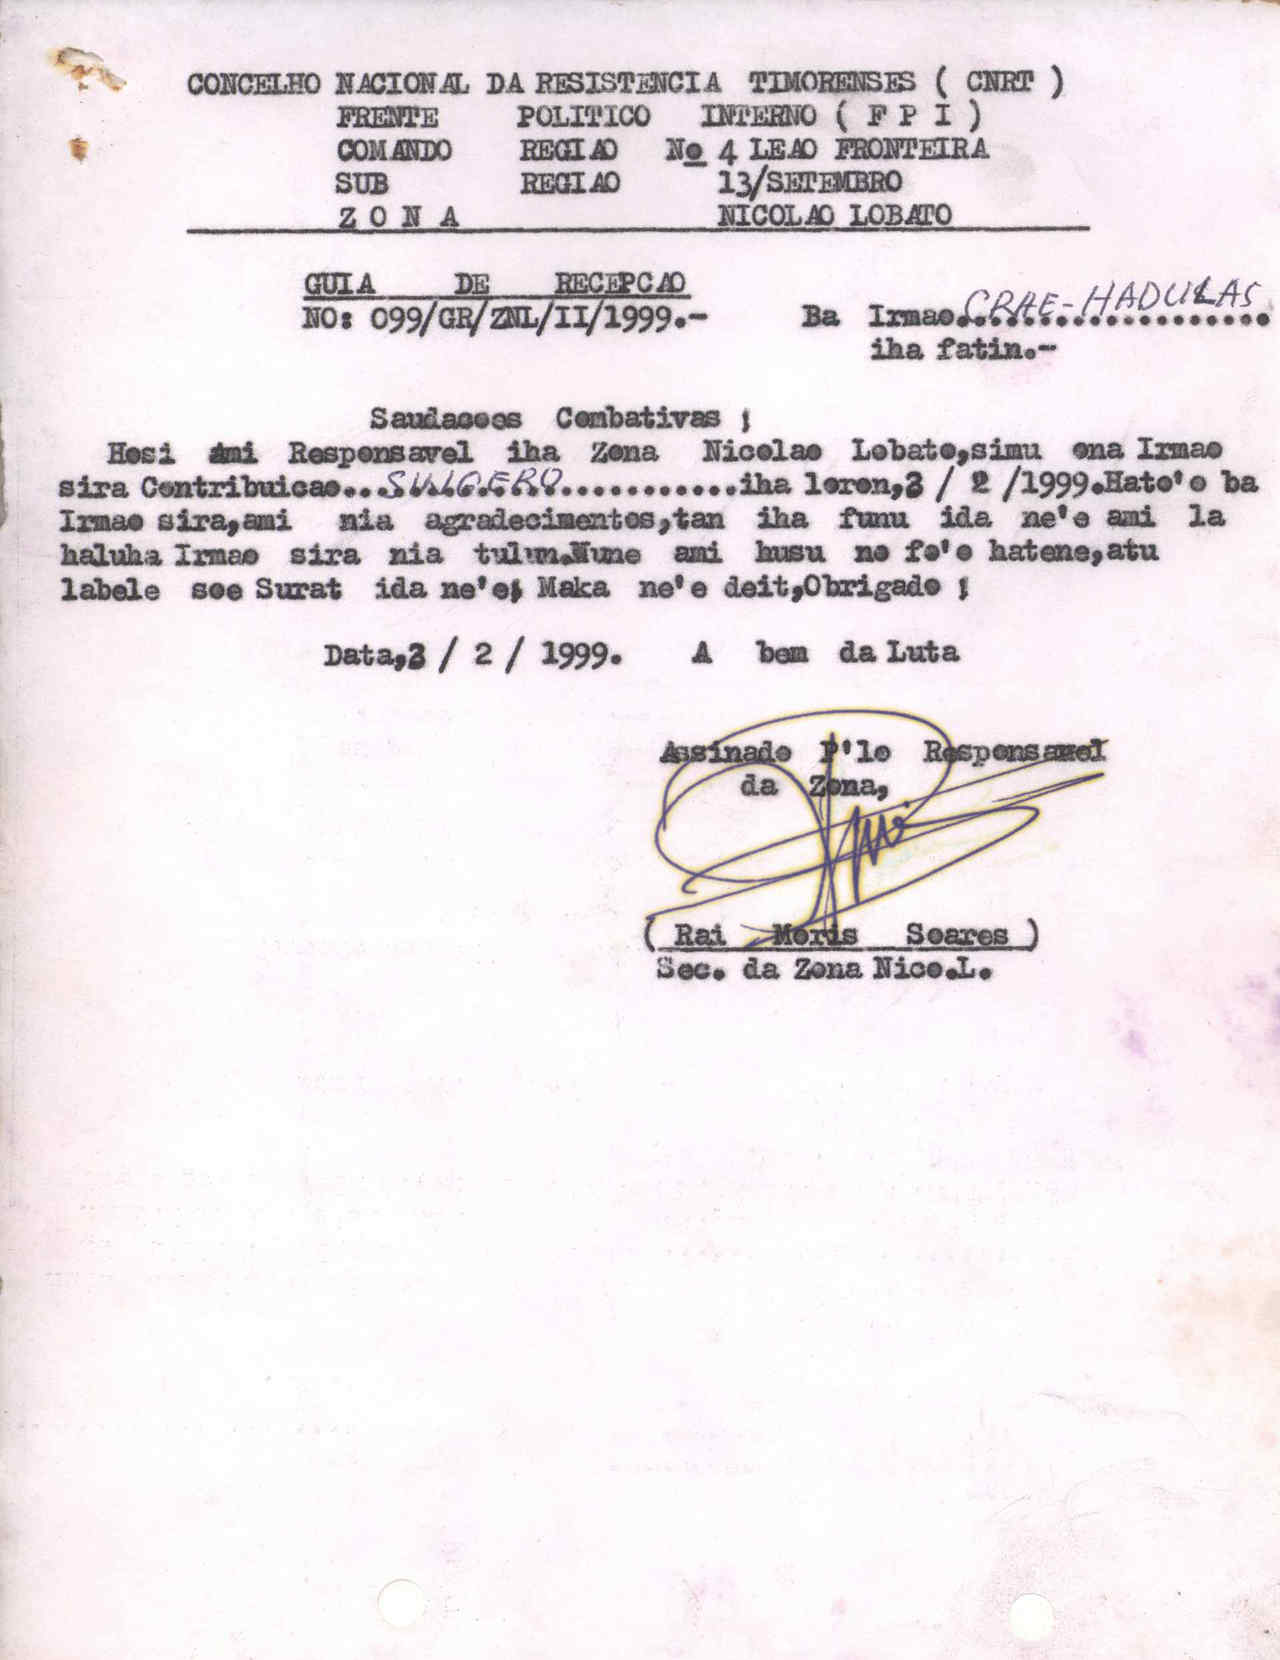 CONCELHO NACIONAL DA RESISTENCIA TIMORENSES ( CNRT )
FRENTE POLITICO INTERNO ( F P I )
COMANDO REGIAO No 4 LEAO FRONTEIRA
SUB REGIAO 13/SETEMBRO
Z O N A NICOLAO LOBATO
GUIA DE RECEPCAO
NO: 099/GR/ZNL/II/1999.-
Ba Irmao CRAE-HADULAS
iha fatin.-
Saudacoes Combativas ;
Hosi Ami Responsavel iha Zona Nicolao Lobato,simu ona Irmao
sira Contribuicao...SULGERO............iha loron,3 / 2 /1999.Hato'o ba
Irmao sira,ami nia agradecimentos,tan iha funu ida ne'e ami la
haluha Irmao sira nia tulun.Nune ami husu no fo'o hatene,atu
labele soe Surat ida ne'e; Maka ne'e deit,Obrigado ;
Data,3 / 2 / 1999. A bem da Luta
Assinado P'lo Responsavel
da Zona,
( Rai Moris Soares )
Sec. da Zona Nico.L.